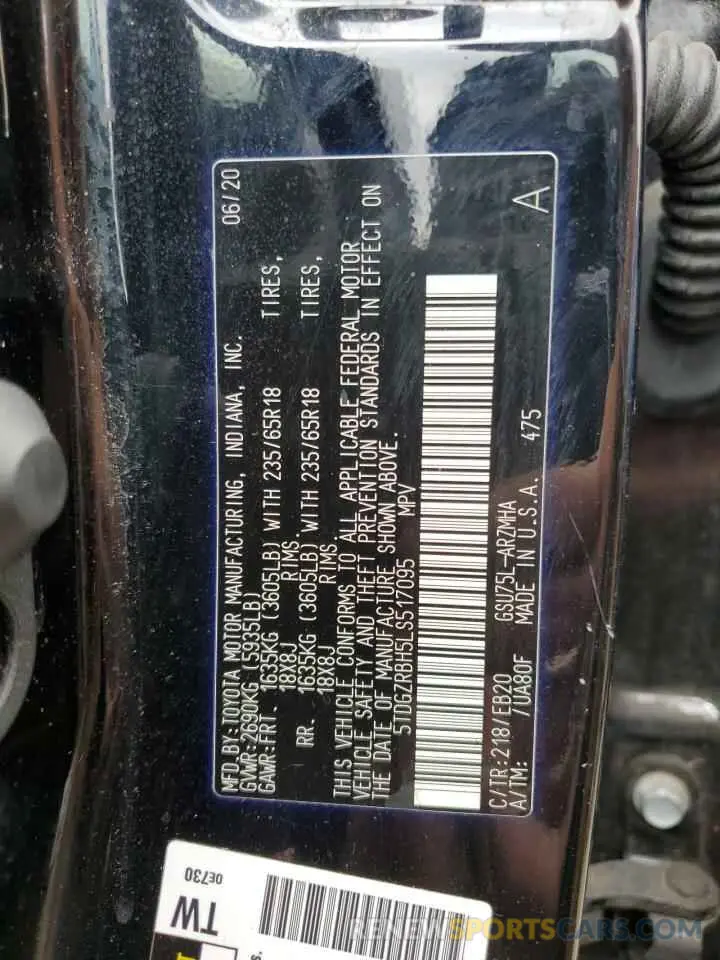 MFD BY:TOYOTA MOTOR MANUFACTURING, INDIANA, INC. 06/20
GVWR:2690KG (5935LB)
GAWR:FRT. 1635KG (3605LB) WITH 235/65R18 TIRES,
18X8J RIMS.
RR. 1635KG (3605LB) WITH 235/65R18 TIRES,
18X8J RIMS.
THIS VEHICLE CONFORMS TO ALL APPLICABLE FEDERAL MOTOR
VEHICLE SAFETY AND THEFT PREVENTION STANDARDS IN EFFECT ON
THE DATE OF MANUFACTURE SHOWN ABOVE.
5TDGZRBH5LS517095 MPV
C/TR:218/EB20 GSU75L-ARZMHA
A/TM: /UA80F MADE IN U.S.A. 475
A
0E730
TW
RENEWSPORTSCARS.COM